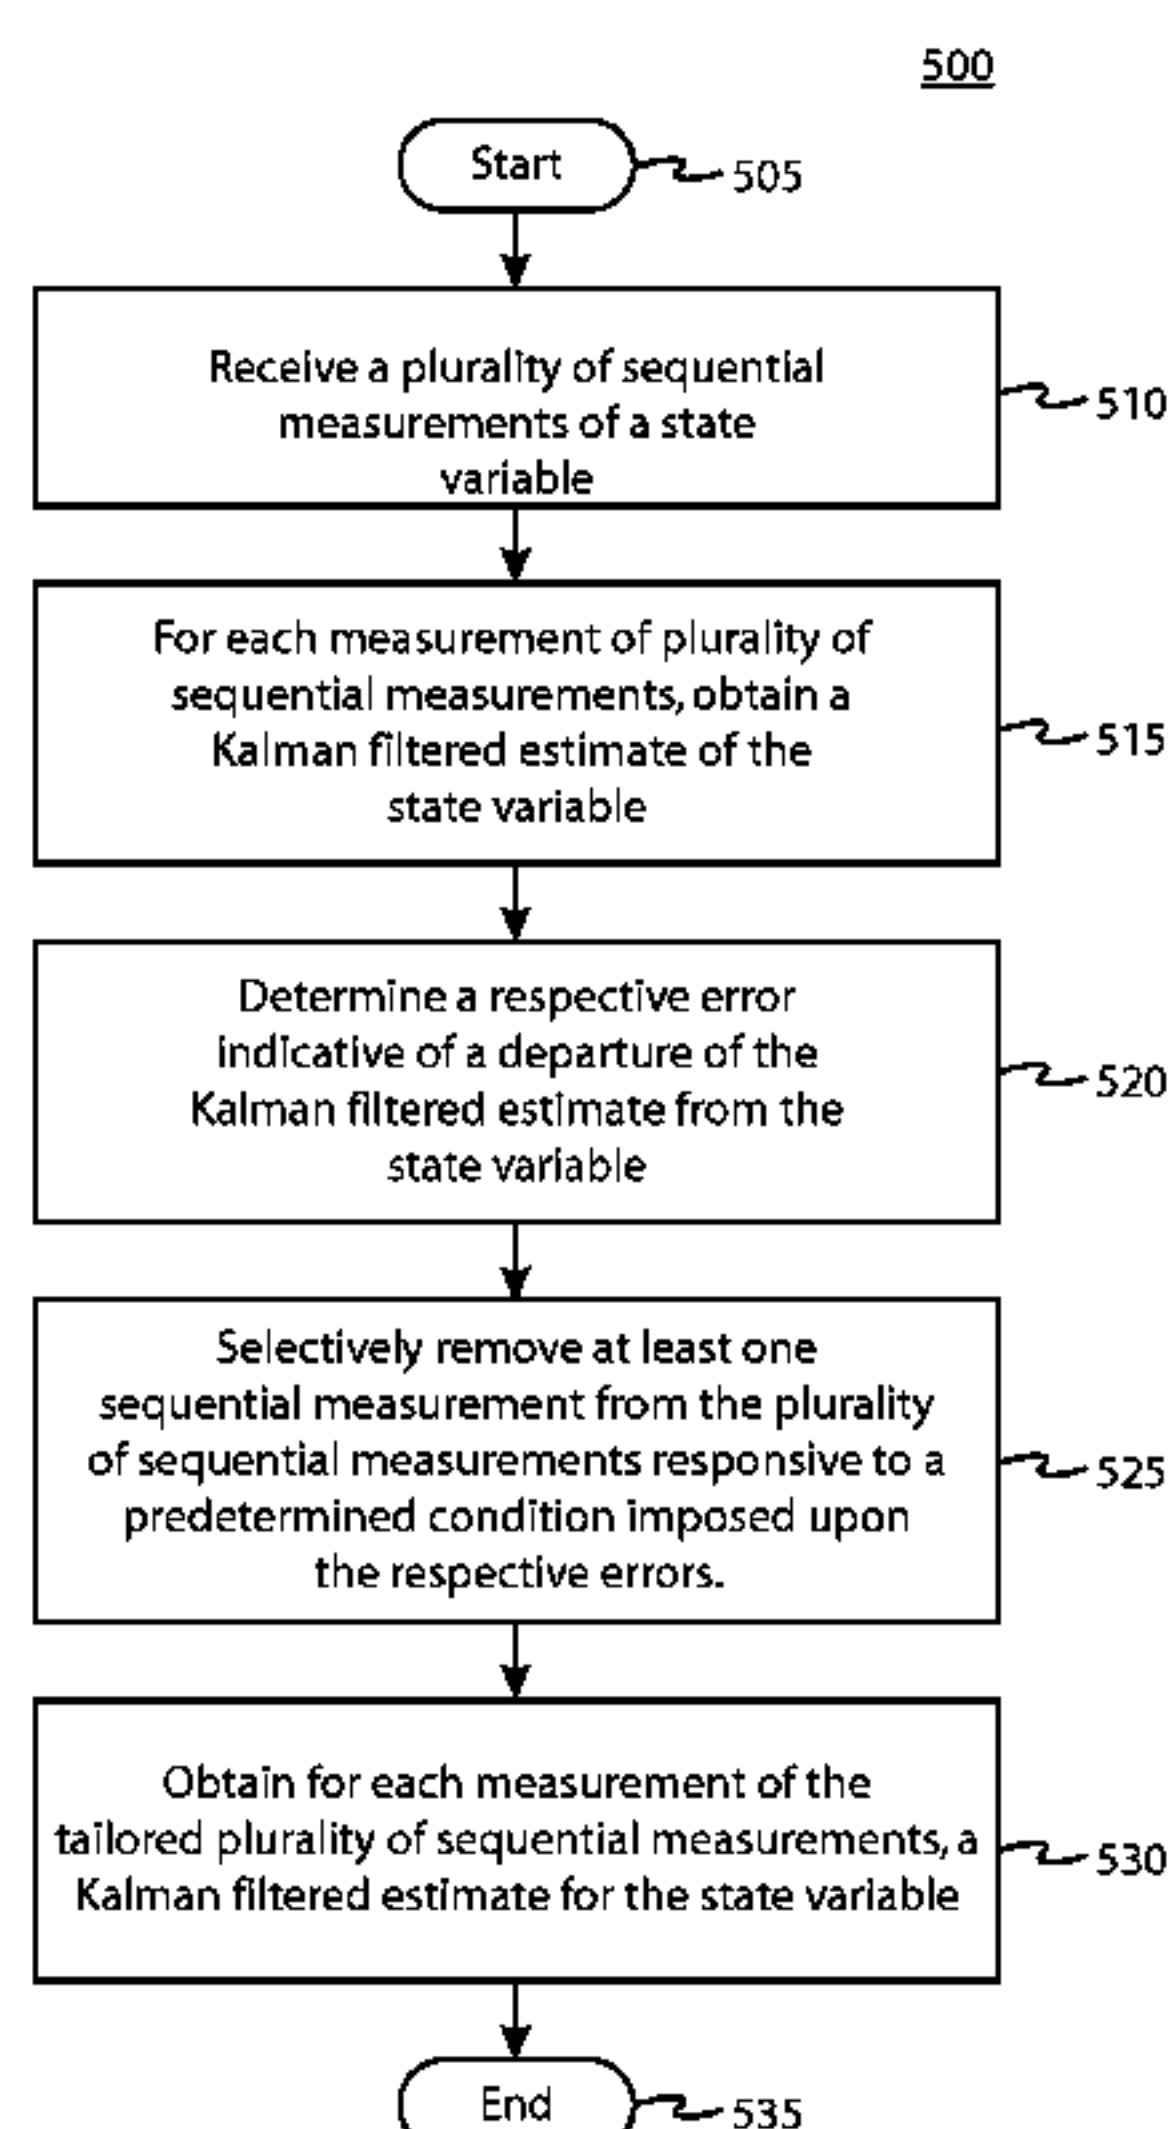 500
Start
505
Receive a plurality of sequential
measurements of a state
variable
510
For each measurement of plurality of
sequential measurements, obtain a
Kalman filtered estimate of the
state variable
515
Determine a respective error
indicative of a departure of the
Kalman filtered estimate from the
state variable
520
Selectively remove at least one
sequential measurement from the plurality
of sequential measurements responsive to a
predetermined condition imposed upon
the respective errors.
525
Obtain for each measurement of the
tailored plurality of sequential measurements, a
Kalman filtered estimate for the state variable
530
End
535